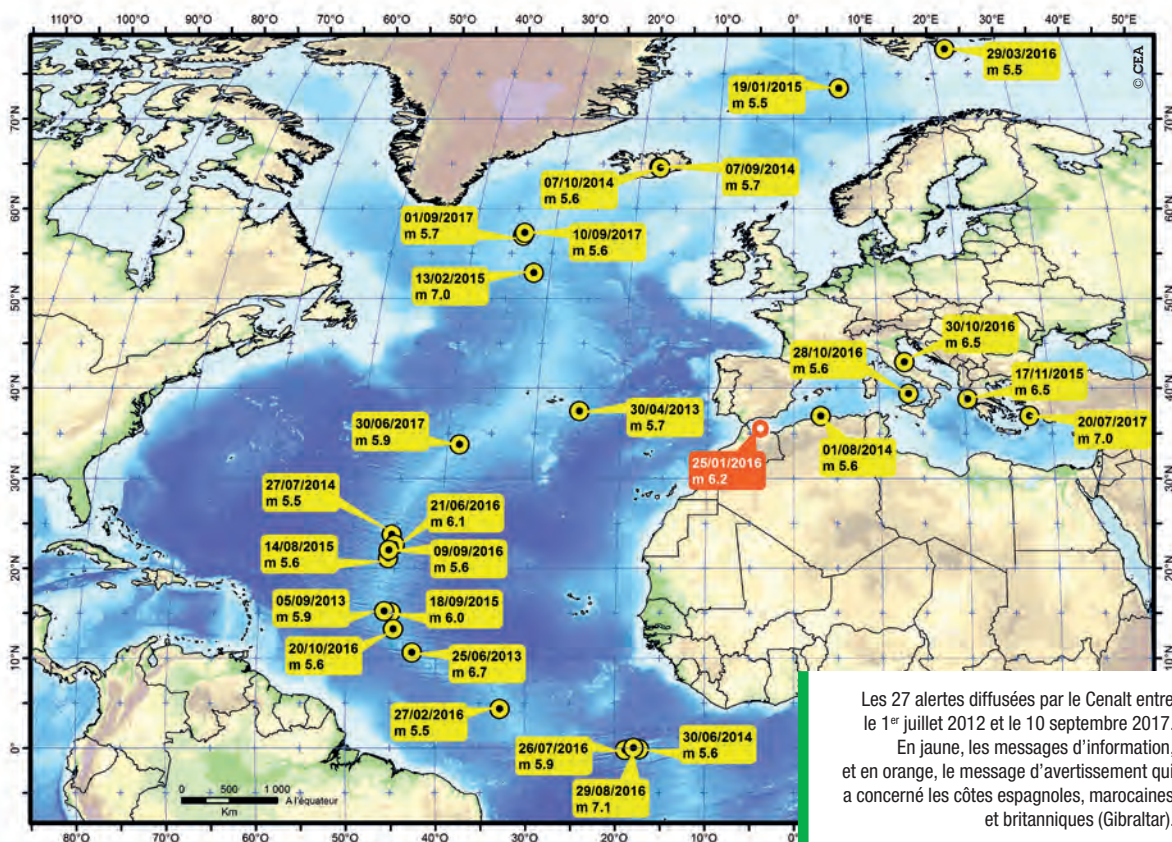 110°O 100°O 90°O 80°O 70°O 60°O 50°O 40°O 30°O 20°O 10°O 0° 10°E 20°E 30°E 40°E 50°E
© CEA
29/03/2016
m 5.5
19/01/2015
m 5.5
70°N
70°N
07/10/2014
m 5.6
07/09/2014
m 5.7
60°N
60°N
01/09/2017
m 5.7
10/09/2017
m 5.6
13/02/2015
m 7.0
50°N
50°N
30/10/2016
m 6.5
28/10/2016
m 5.6
17/11/2015
m 6.5
40°N
40°N
30/06/2017
m 5.9
30/04/2013
m 5.7
20/07/2017
m 7.0
01/08/2014
m 5.6
25/01/2016
m 6.2
30°N
30°N
27/07/2014
m 5.5
21/06/2016
m 6.1
14/08/2015
m 5.6
09/09/2016
m 5.6
20°N
20°N
05/09/2013
m 5.9
18/09/2015
m 6.0
20/10/2016
m 5.6
25/06/2013
m 6.7
10°N
10°N
27/02/2016
m 5.5
0°
26/07/2016
m 5.9
30/06/2014
m 5.6
29/08/2016
m 7.1
0 500 1 000
Km
A l'équateur
80°O 70°O 60°O 50°O 40°O 30°O 20°O 10°O 0°
Les 27 alertes diffusées par le Cenalt entre
le 1er juillet 2012 et le 10 septembre 2017.
En jaune, les messages d'information,
et en orange, le message d'avertissement qui
a concerné les côtes espagnoles, marocaines
et britanniques (Gibraltar).